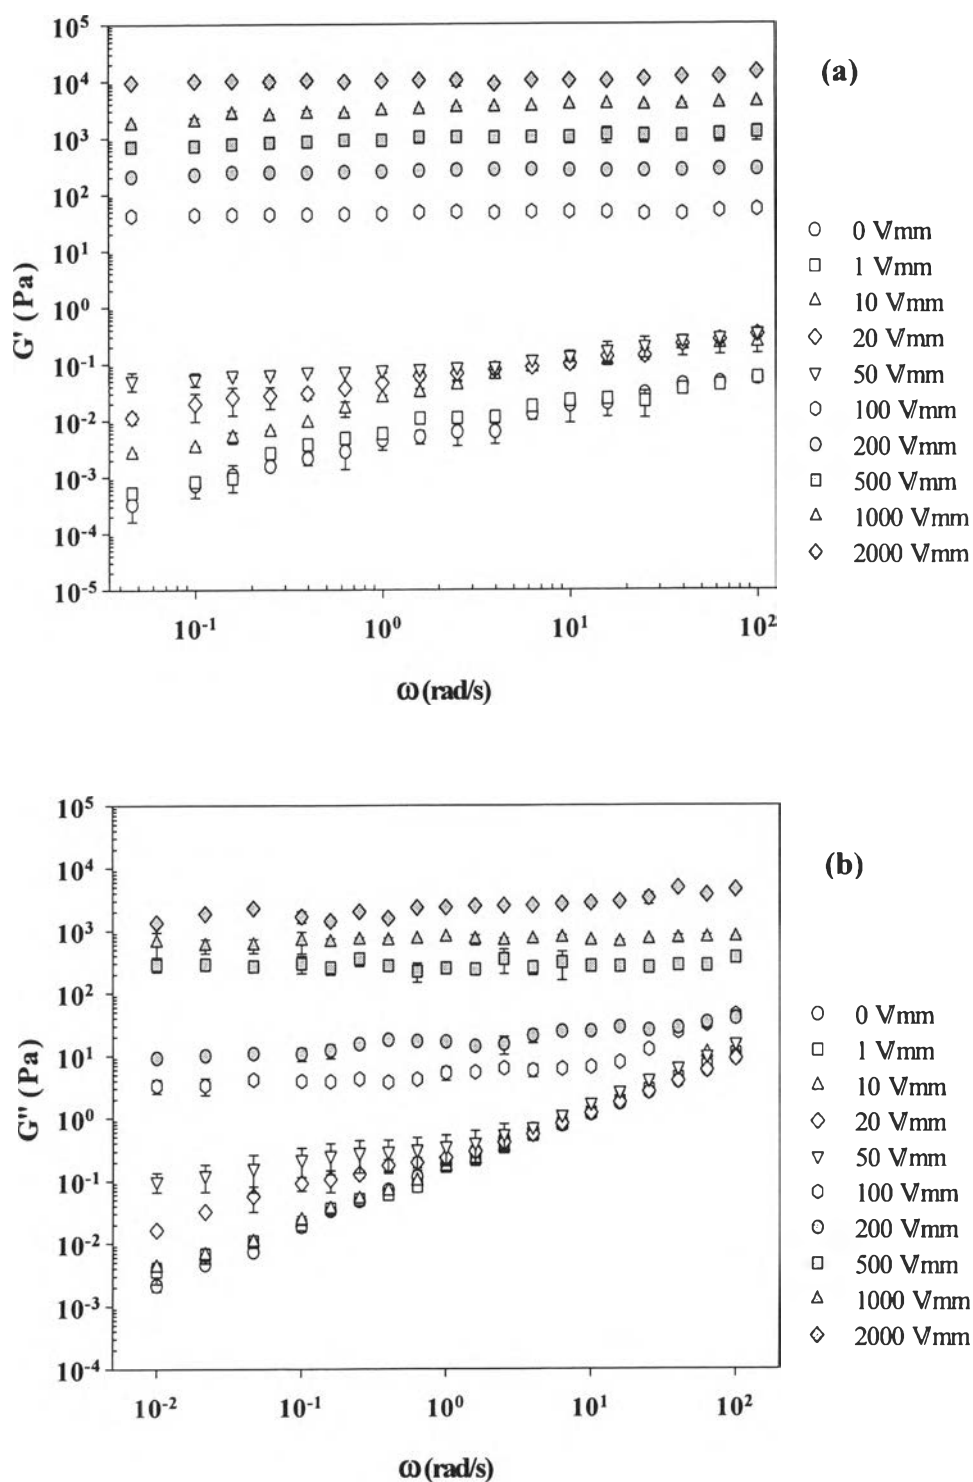 (a)
10⁵
10⁴
10³
10²
10¹
10⁰
10⁻¹
10⁻²
10⁻³
10⁻⁴
10⁻⁵
G' (Pa)
10⁻¹ 10⁰ 10¹ 10²
ω (rad/s)
0 V/mm
1 V/mm
10 V/mm
20 V/mm
50 V/mm
100 V/mm
200 V/mm
500 V/mm
1000 V/mm
2000 V/mm
(b)
10⁵
10⁴
10³
10²
10¹
10⁰
10⁻¹
10⁻²
10⁻³
10⁻⁴
G'' (Pa)
10⁻² 10⁻¹ 10⁰ 10¹ 10²
ω (rad/s)
0 V/mm
1 V/mm
10 V/mm
20 V/mm
50 V/mm
100 V/mm
200 V/mm
500 V/mm
1000 V/mm
2000 V/mm